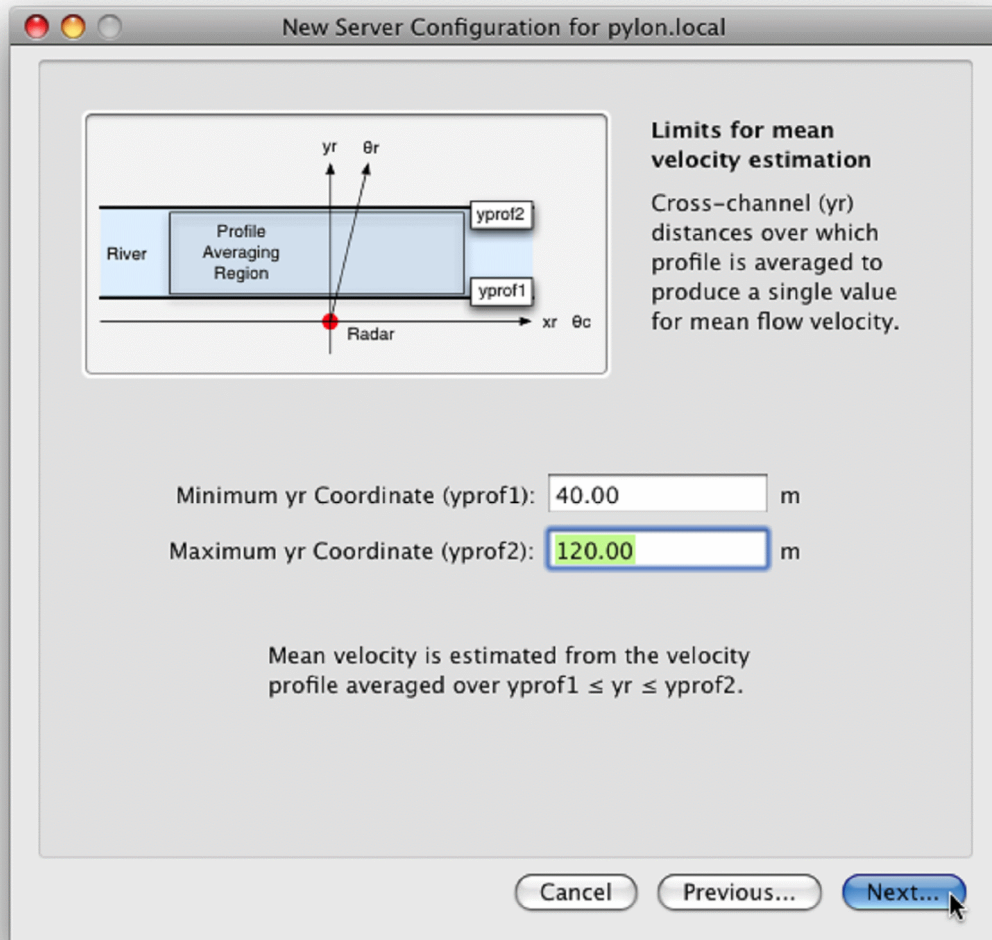 New Server Configuration for pylon.local
yr θr
yprof2
Profile
Averaging
Region
River
yprof1
xr θc
Radar
Limits for mean
velocity estimation
Cross-channel (yr)
distances over which
profile is averaged to
produce a single value
for mean flow velocity.
Minimum yr Coordinate (yprof1): 40.00 m
Maximum yr Coordinate (yprof2): 120.00 m
Mean velocity is estimated from the velocity
profile averaged over yprof1 ≤ yr ≤ yprof2.
Cancel Previous... Next...